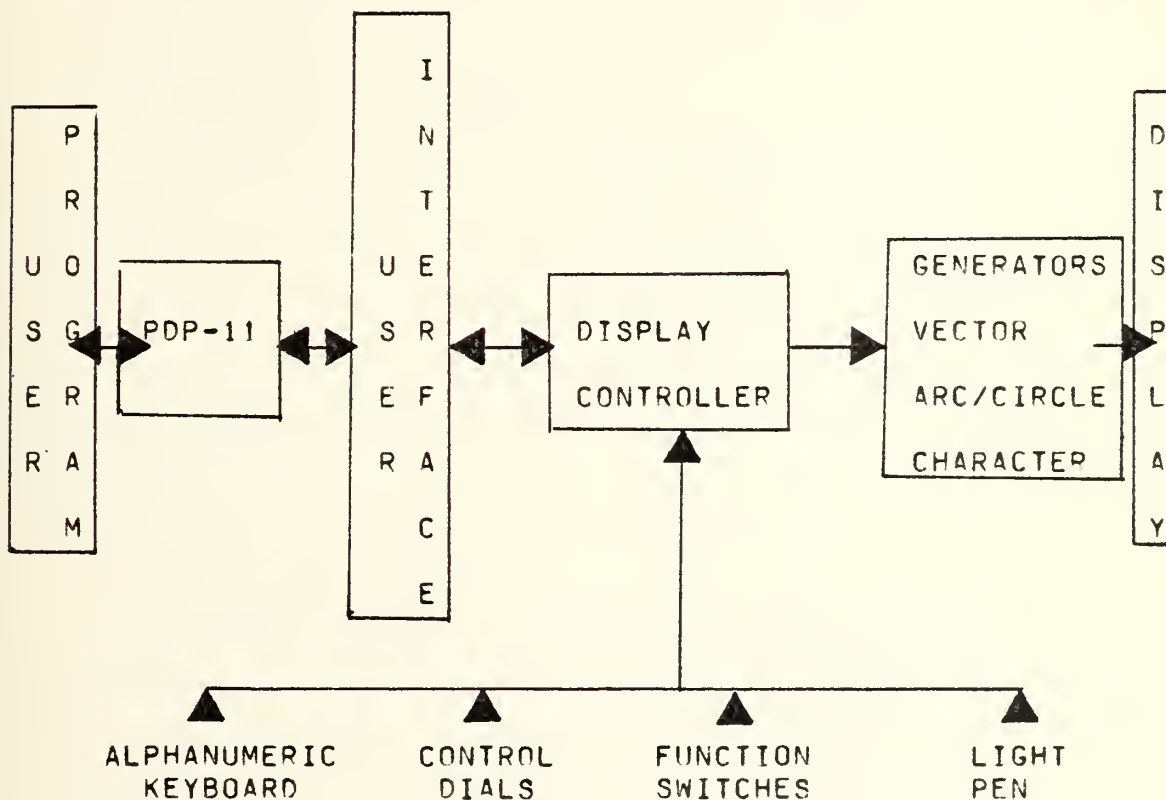 USER
PROGRAM
PDP-11
USER
INTERFACE
DISPLAY
CONTROLLER
GENERATORS
VECTOR
ARC/CIRCLE
CHARACTER
DISPLAY
ALPHANUMERIC
KEYBOARD
CONTROL
DIALS
FUNCTION
SWITCHES
LIGHT
PEN